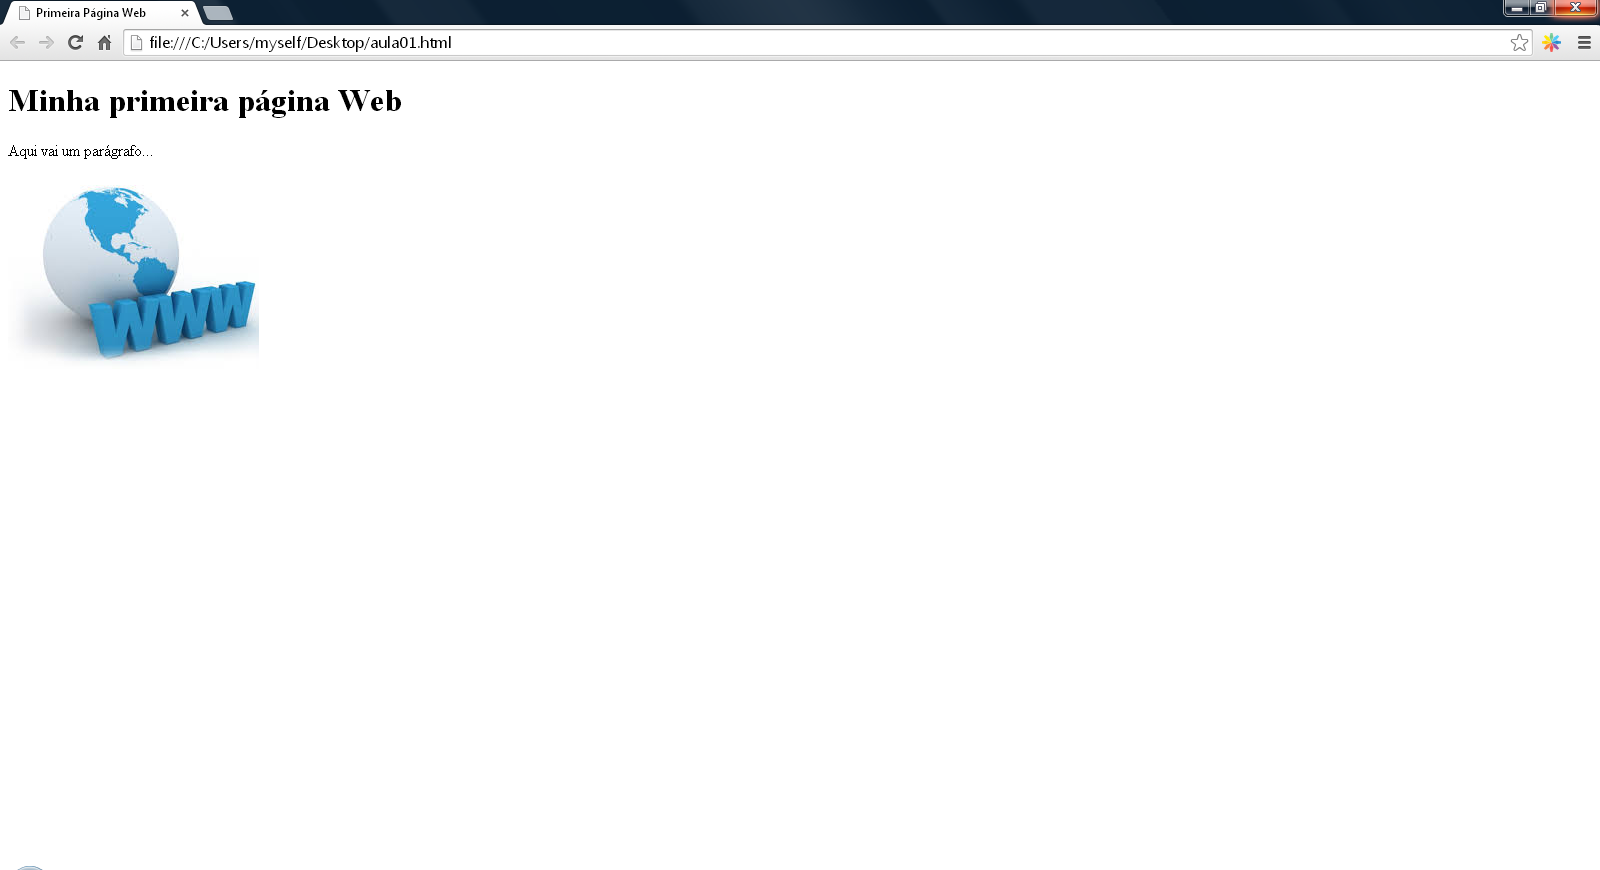 Primeira Página Web
file:///C:/Users/myself/Desktop/aula01.html
Minha primeira página Web
Aqui vai um parágrafo...
WWW